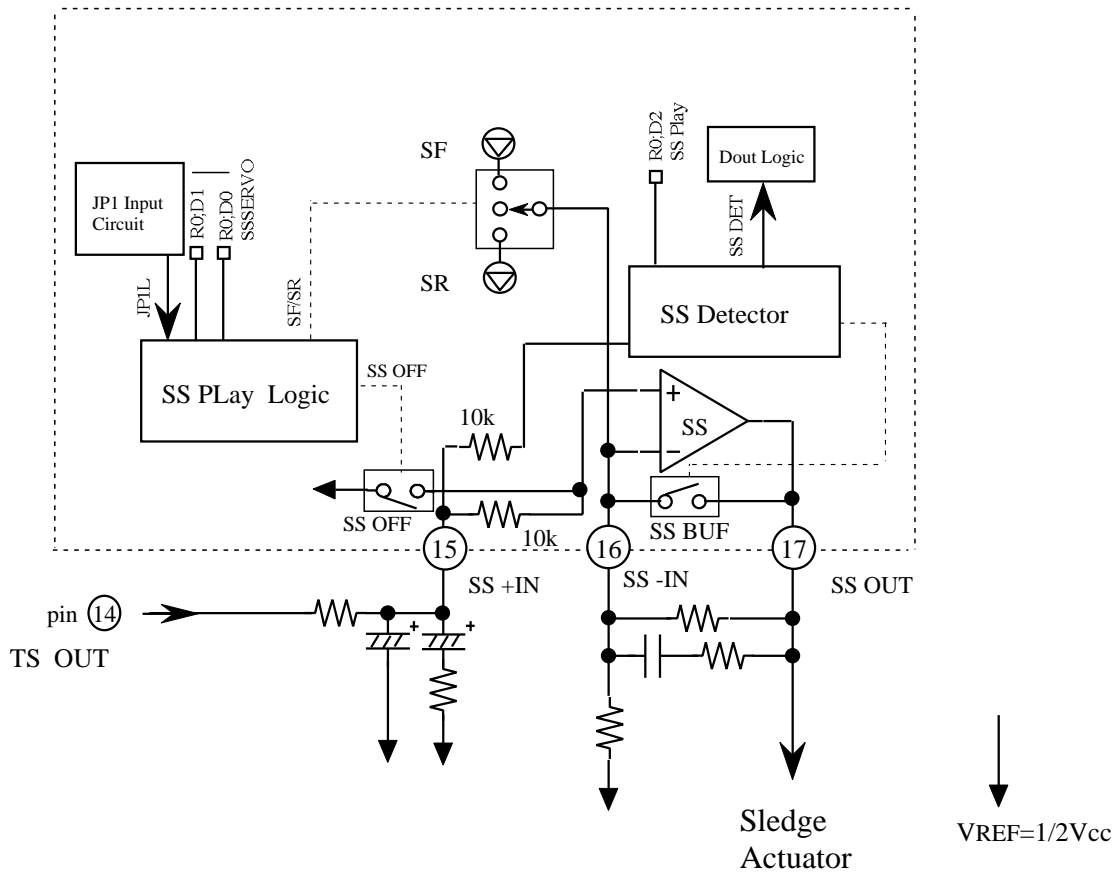 SF
SR
JP1 Input
Circuit
R0;D1
R0;D0
SSSERVO
JP1L
SF/SR
R0;D2
SS Play
Dout Logic
SS DET
SS Detector
SS PLay Logic
SS OFF
10k
+
SS
−
SS OFF
10k
SS BUF
15
16
17
SS +IN
SS -IN
SS OUT
pin 14
TS OUT
+
+
Sledge
Actuator
VREF=1/2Vcc